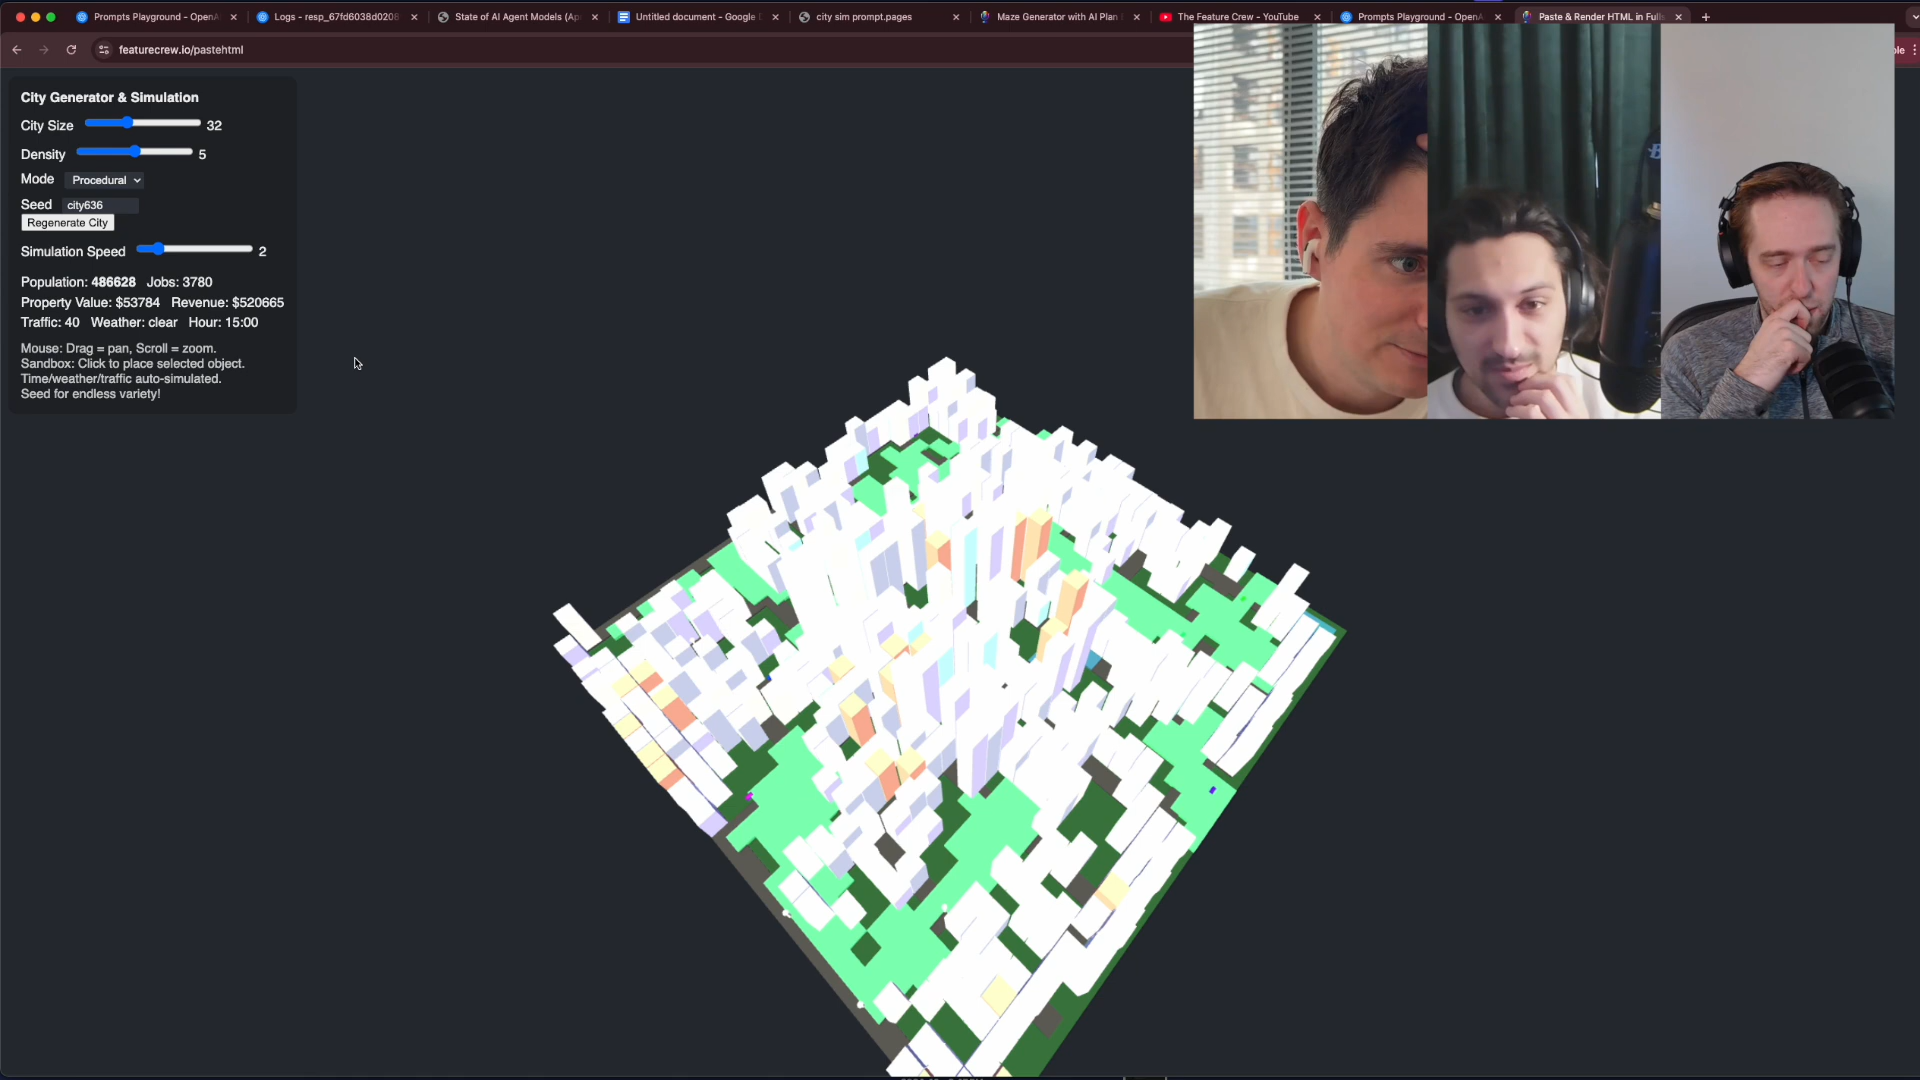 Prompts Playground - OpenA
Logs - resp_67fd6038d0208
State of AI Agent Models (Ap
Untitled document - Google D
city sim prompt.pages
Maze Generator with AI Plan
The Feature Crew - YouTube
Prompts Playground - OpenA
Paste & Render HTML in Fulls
featurecrew.io/pastehtml
City Generator & Simulation
City Size 32
Density 5
Mode Procedural
Seed city636
Regenerate City
Simulation Speed 2
Population: 486628 Jobs: 3780
Property Value: $53784 Revenue: $520665
Traffic: 40 Weather: clear Hour: 15:00
Mouse: Drag = pan, Scroll = zoom.
Sandbox: Click to place selected object.
Time/weather/traffic auto-simulated.
Seed for endless variety!